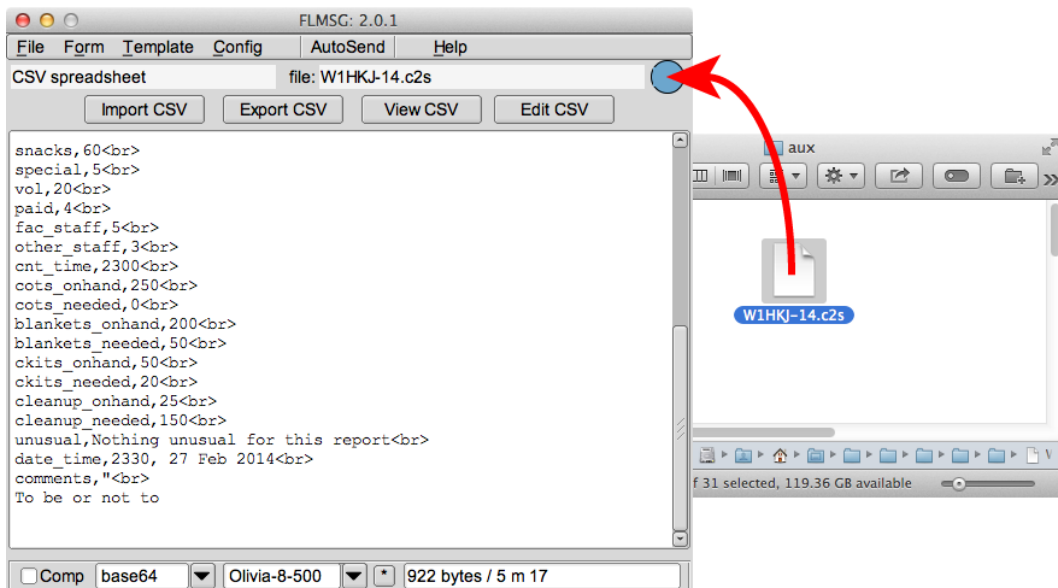 FLMSG: 2.0.1
File Form Template Config AutoSend Help
CSV spreadsheet file: W1HKJ-14.c2s
Import CSV Export CSV View CSV Edit CSV
snacks,60<br>
special,5<br>
vol,20<br>
paid,4<br>
fac_staff,5<br>
other_staff,3<br>
cnt_time,2300<br>
cots_onhand,250<br>
cots_needed,0<br>
blankets_onhand,200<br>
blankets_needed,50<br>
ckits_onhand,50<br>
ckits_needed,20<br>
cleanup_onhand,25<br>
cleanup_needed,150<br>
unusual,Nothing unusual for this report<br>
date_time,2330, 27 Feb 2014<br>
comments,"<br>
To be or not to
Comp base64 Olivia-8-500 * 922 bytes / 5 m 17
aux
W1HKJ-14.c2s
f 31 selected, 119.36 GB available